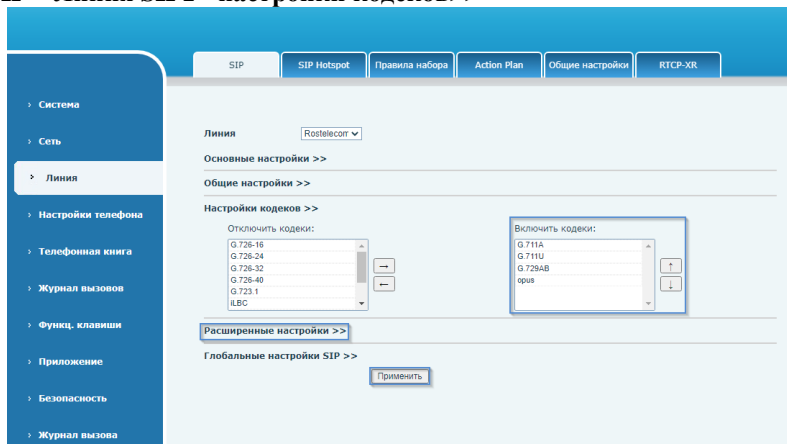 SIP
SIP Hotspot
Правила набора
Action Plan
Общие настройки
RTCP-XR
› Система
› Сеть
› Линия
› Настройки телефона
› Телефонная книга
› Журнал вызовов
› Функц. клавиши
› Приложение
› Безопасность
› Журнал вызова
Линия
Основные настройки >>
Общие настройки >>
Настройки кодеков >>
Отключить кодеки:
G.726-16
G.726-24
G.726-32
G.726-40
G.723.1
iLBC
→
←
Включить кодеки:
G.711A
G.711U
G.729AB
opus
↑
↓
Расширенные настройки >>
Глобальные настройки SIP >>
Применить